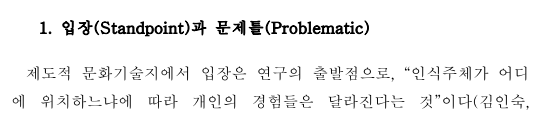 1. 입장(Standpoint)과 문제틀(Problematic)
제도적 문화기술지에서 입장은 연구의 출발점으로, “인식주체가 어디
에 위치하느냐에 따라 개인의 경험들은 달라진다는 것”이다(김인숙,